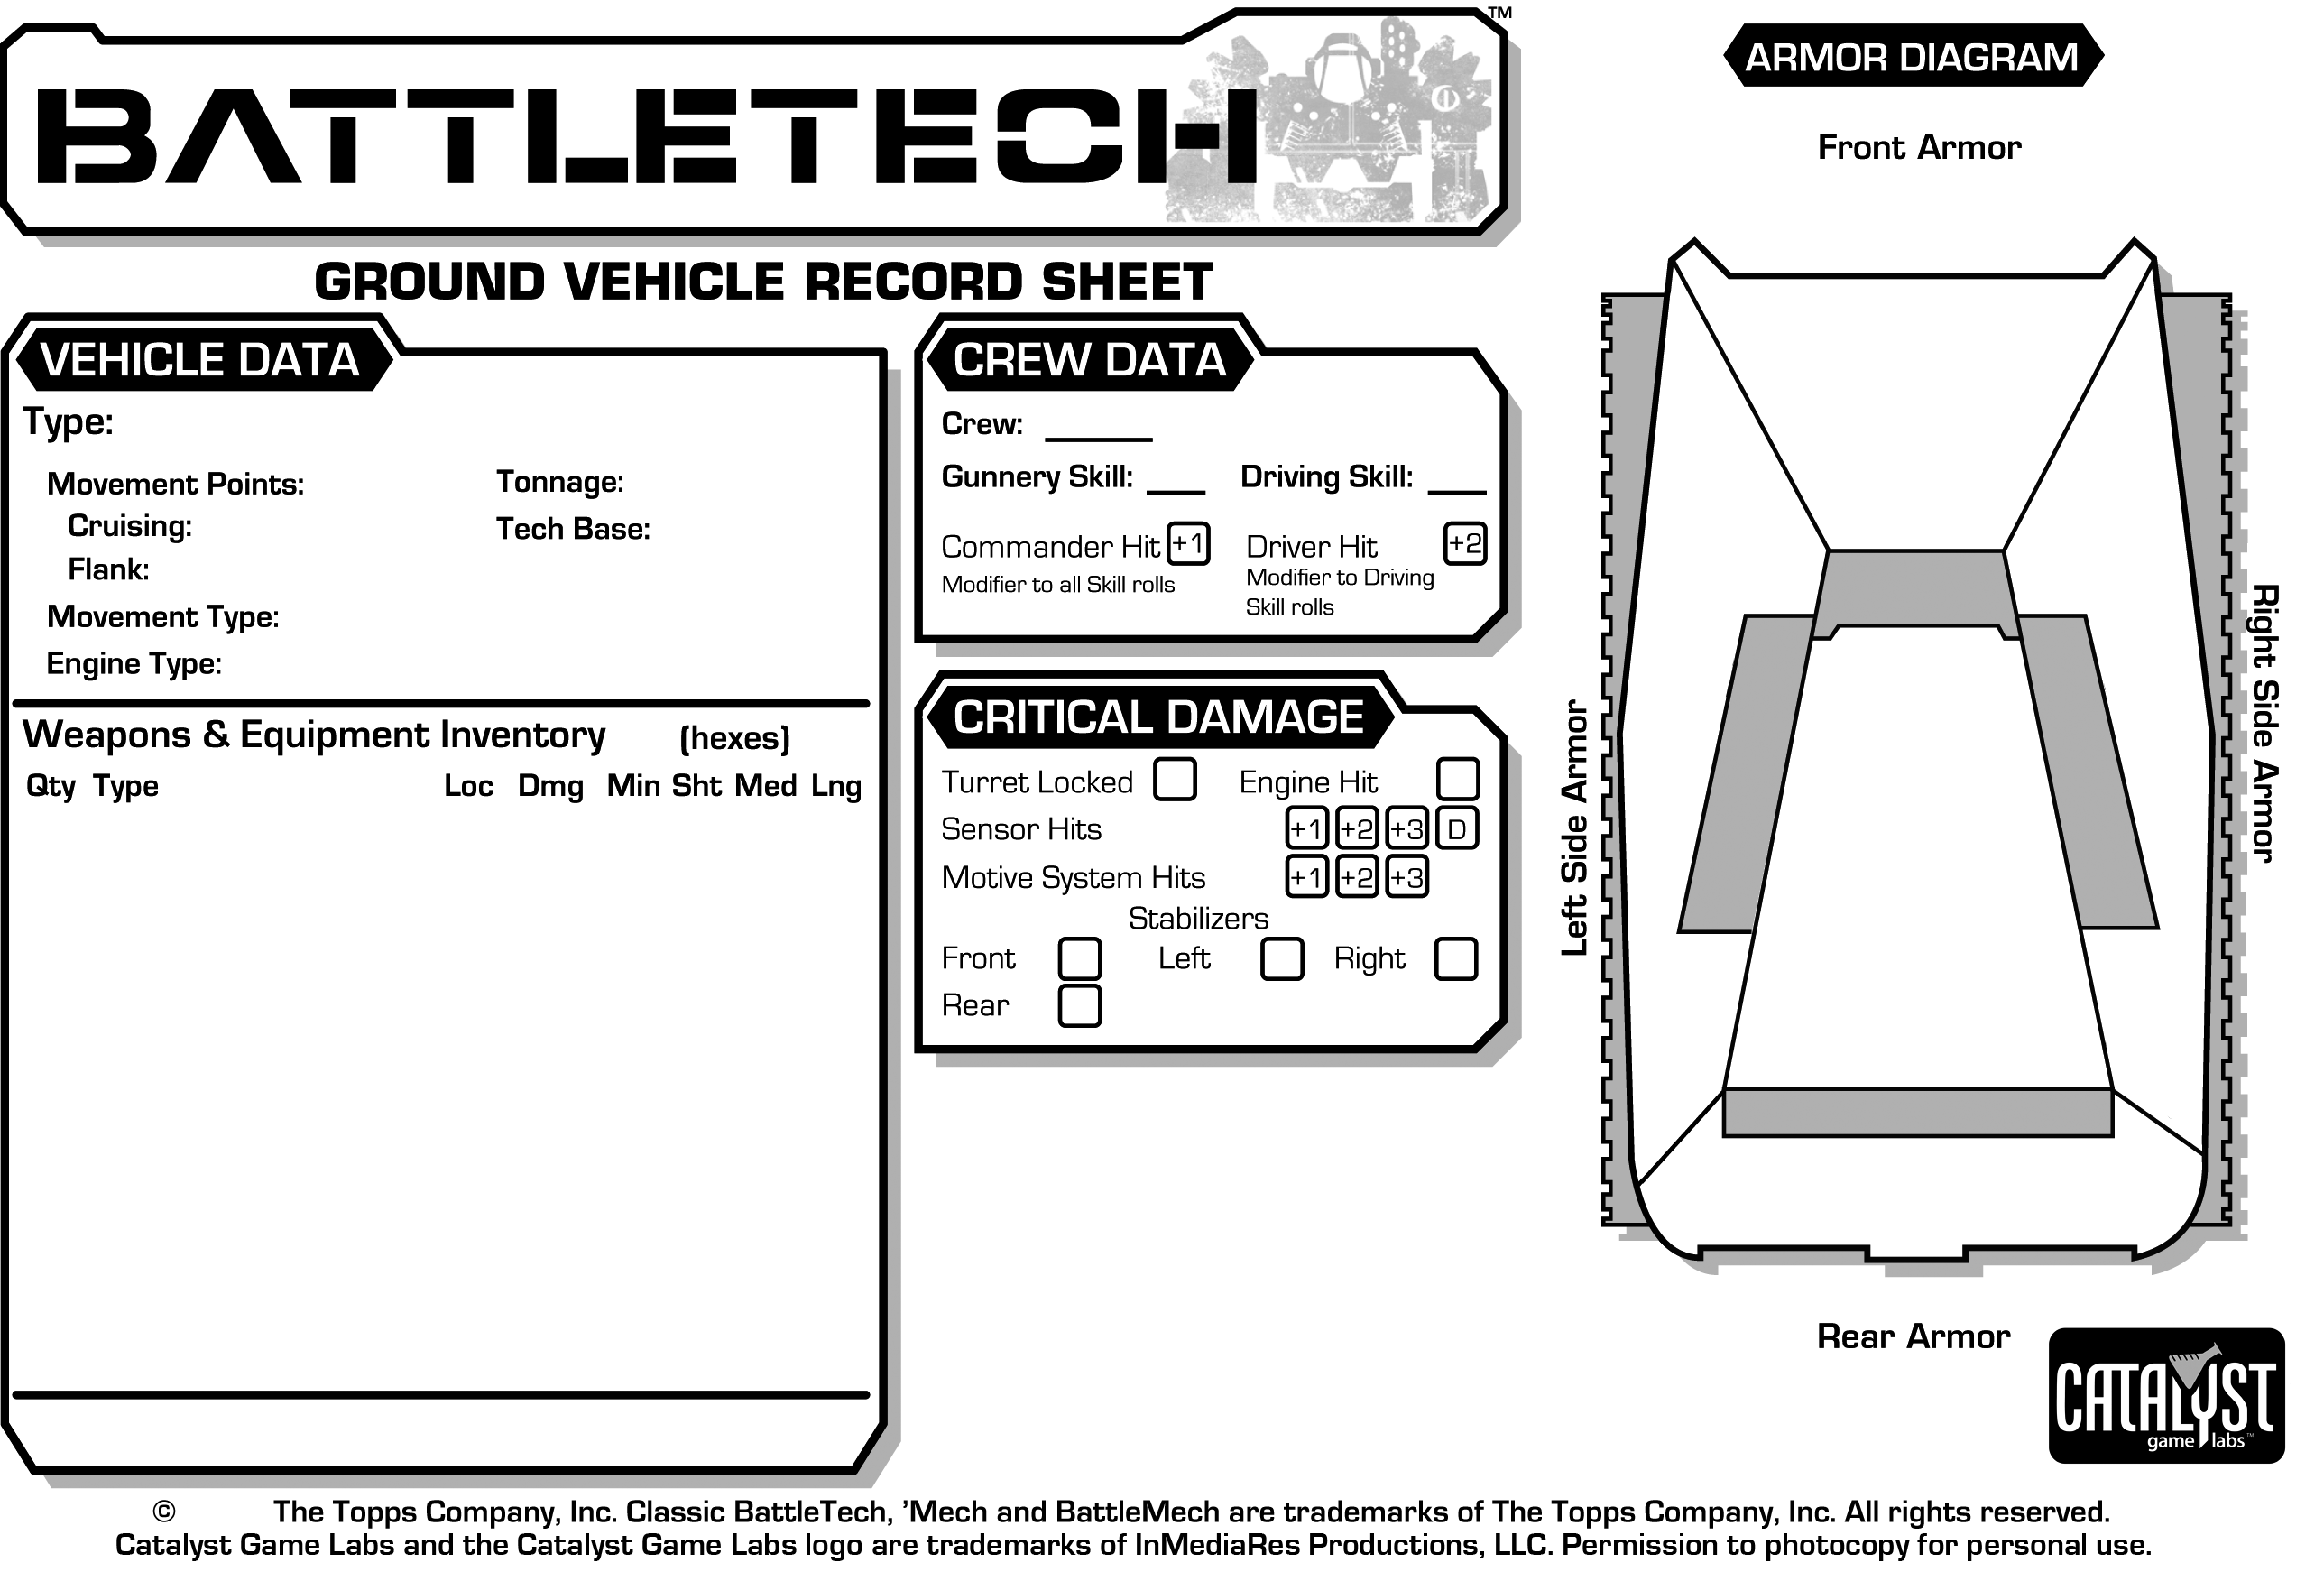 BATTLETECH
™
GROUND VEHICLE RECORD SHEET
VEHICLE DATA
Type:
Movement Points:
Tonnage:
Cruising:
Tech Base:
Flank:
Movement Type:
Engine Type:
Weapons & Equipment Inventory (hexes)
Qty Type Loc Dmg Min Sht Med Lng
CREW DATA
Crew: ______
Gunnery Skill: ___ Driving Skill: ___
Commander Hit +1 Driver Hit +2
Modifier to all Skill rolls
Modifier to Driving
Skill rolls
CRITICAL DAMAGE
Turret Locked Engine Hit
Sensor Hits +1 +2 +3 D
Motive System Hits +1 +2 +3
Stabilizers
Front Left Right
Rear
ARMOR DIAGRAM
Front Armor
Left Side Armor
Right Side Armor
Rear Armor
CATALYST
game labs™
© The Topps Company, Inc. Classic BattleTech, ’Mech and BattleMech are trademarks of The Topps Company, Inc. All rights reserved.
Catalyst Game Labs and the Catalyst Game Labs logo are trademarks of InMediaRes Productions, LLC. Permission to photocopy for personal use.